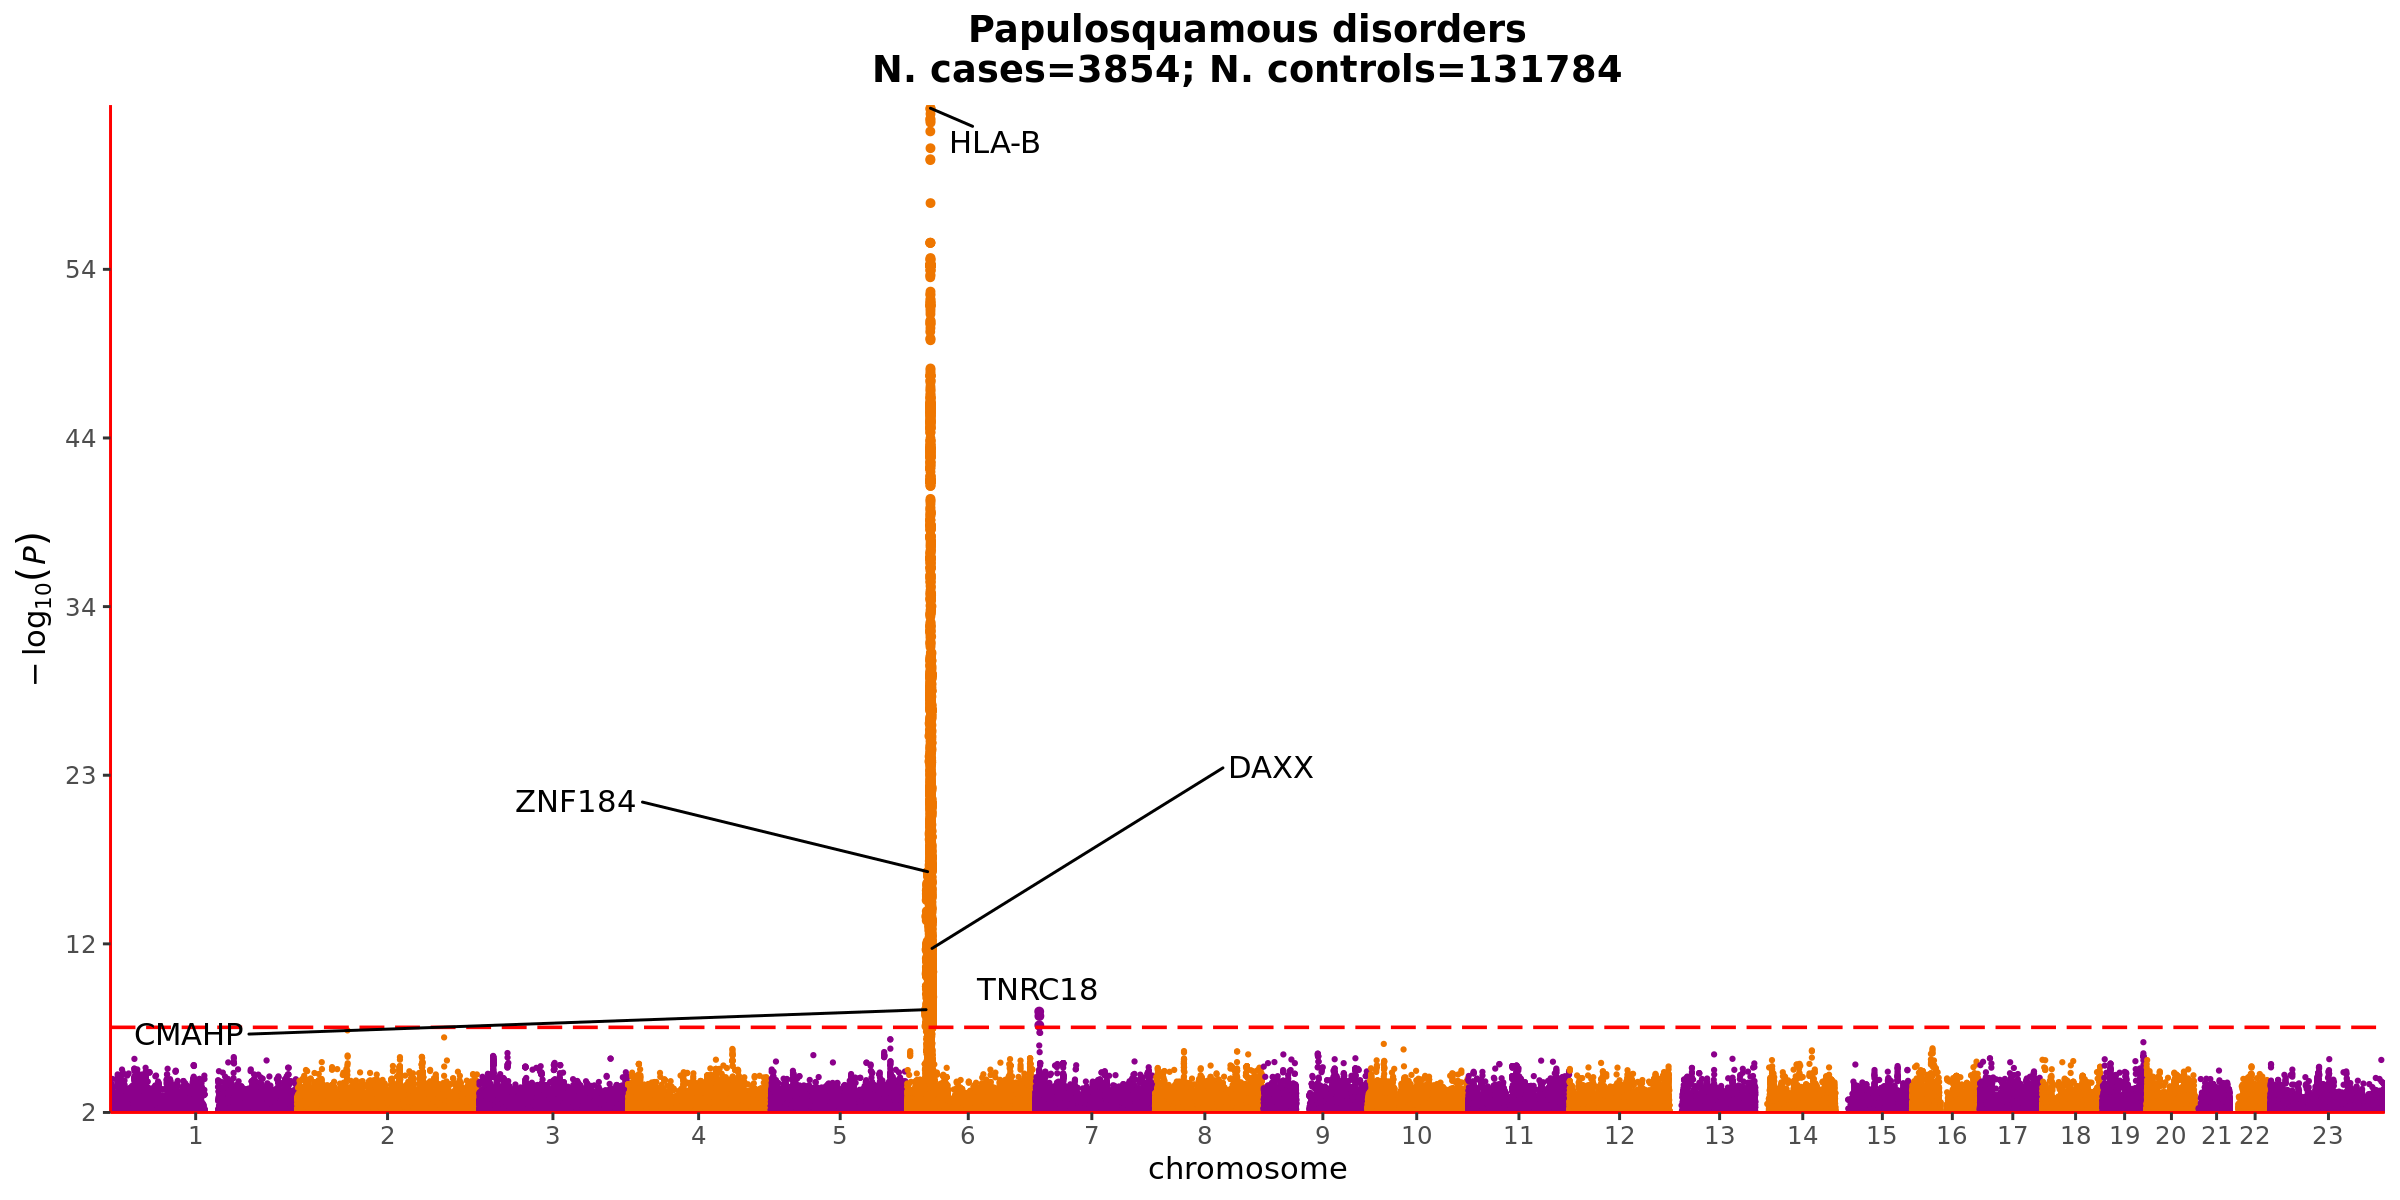 Papulosquamous disorders
N. cases=3854; N. controls=131784
HLA-B
54
44
− log10(P)
34
23
DAXX
ZNF184
12
TNRC18
CMAHP
2
1 2 3 4 5 6 7 8 9 10 11 12 13 14 15 16 17 18 19 20 21 22 23
chromosome